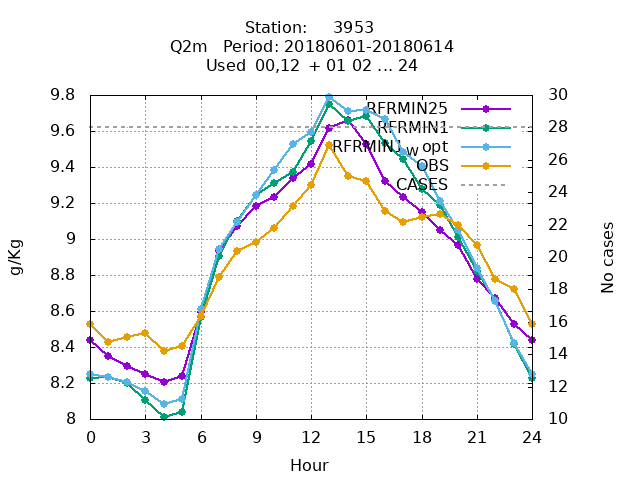 Station: 3953
Q2m Period: 20180601-20180614
Used 00,12 + 01 02 ... 24
9.8
9.6
9.4
9.2
9
8.8
8.6
8.4
8.2
8
30
28
26
24
22
20
18
16
14
12
10
0 3 6 9 12 15 18 21 24
Hour
g/Kg
No cases
RFRMIN25
RFRMIN1
RFRMIN1_w opt
OBS
CASES